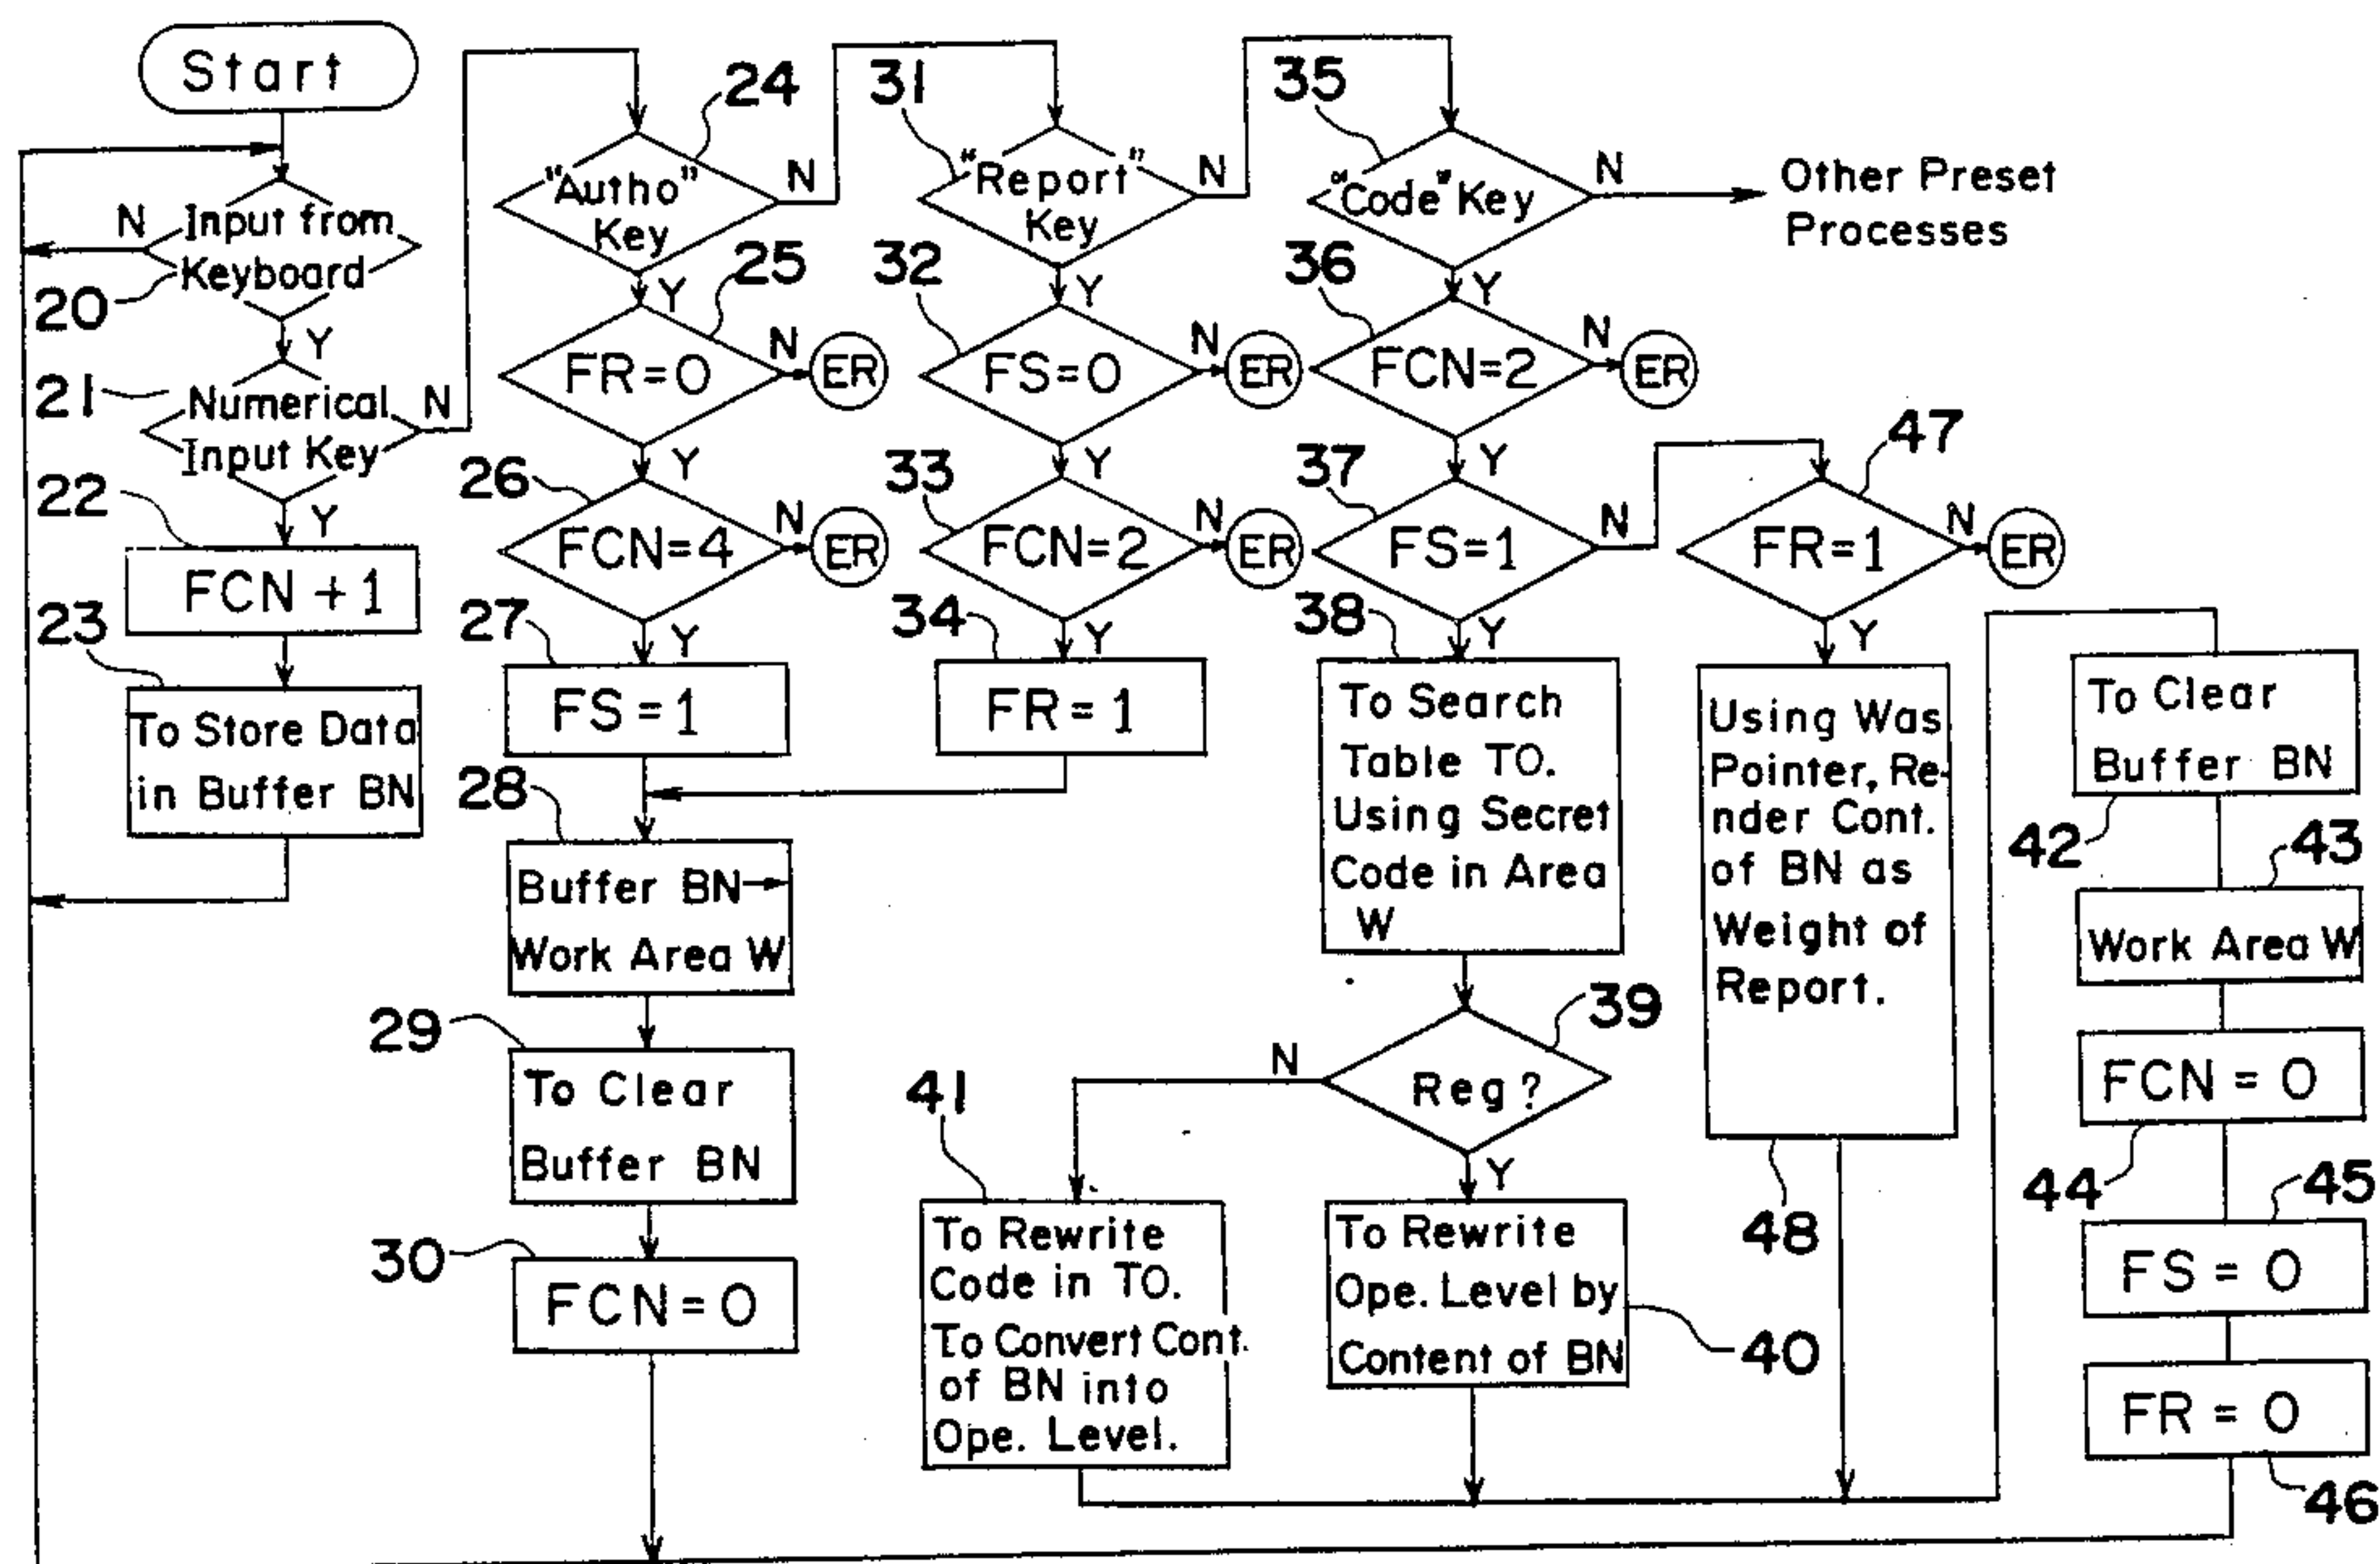 Start
20
N
Input from
Keyboard
Y
21
Numerical
Input Key
N
Y
22
FCN + 1
23
To Store Data
in Buffer BN
24
"Autho"
Key
N
Y
25
FR=0
N
ER
Y
26
FCN=4
N
ER
Y
27
FS=1
28
Buffer BN→
Work Area W
29
To Clear
Buffer BN
30
FCN=0
31
"Report"
Key
N
Y
32
FS=0
N
ER
Y
33
FCN=2
N
ER
Y
34
FR=1
35
"Code" Key
N
Other Preset
Processes
Y
36
FCN=2
N
ER
Y
37
FS=1
N
Y
38
To Search
Table TO.
Using Secret
Code in Area
W
39
Reg?
N
Y
41
To Rewrite
Code in TO.
To Convert Cont.
of BN into
Ope. Level.
40
To Rewrite
Ope. Level by
Content of BN
47
FR=1
N
ER
Y
48
Using Was
Pointer, Re-
nder Cont.
of BN as
Weight of
Report.
42
To Clear
Buffer BN
43
Work Area W
44
FCN = 0
45
FS = 0
46
FR = 0